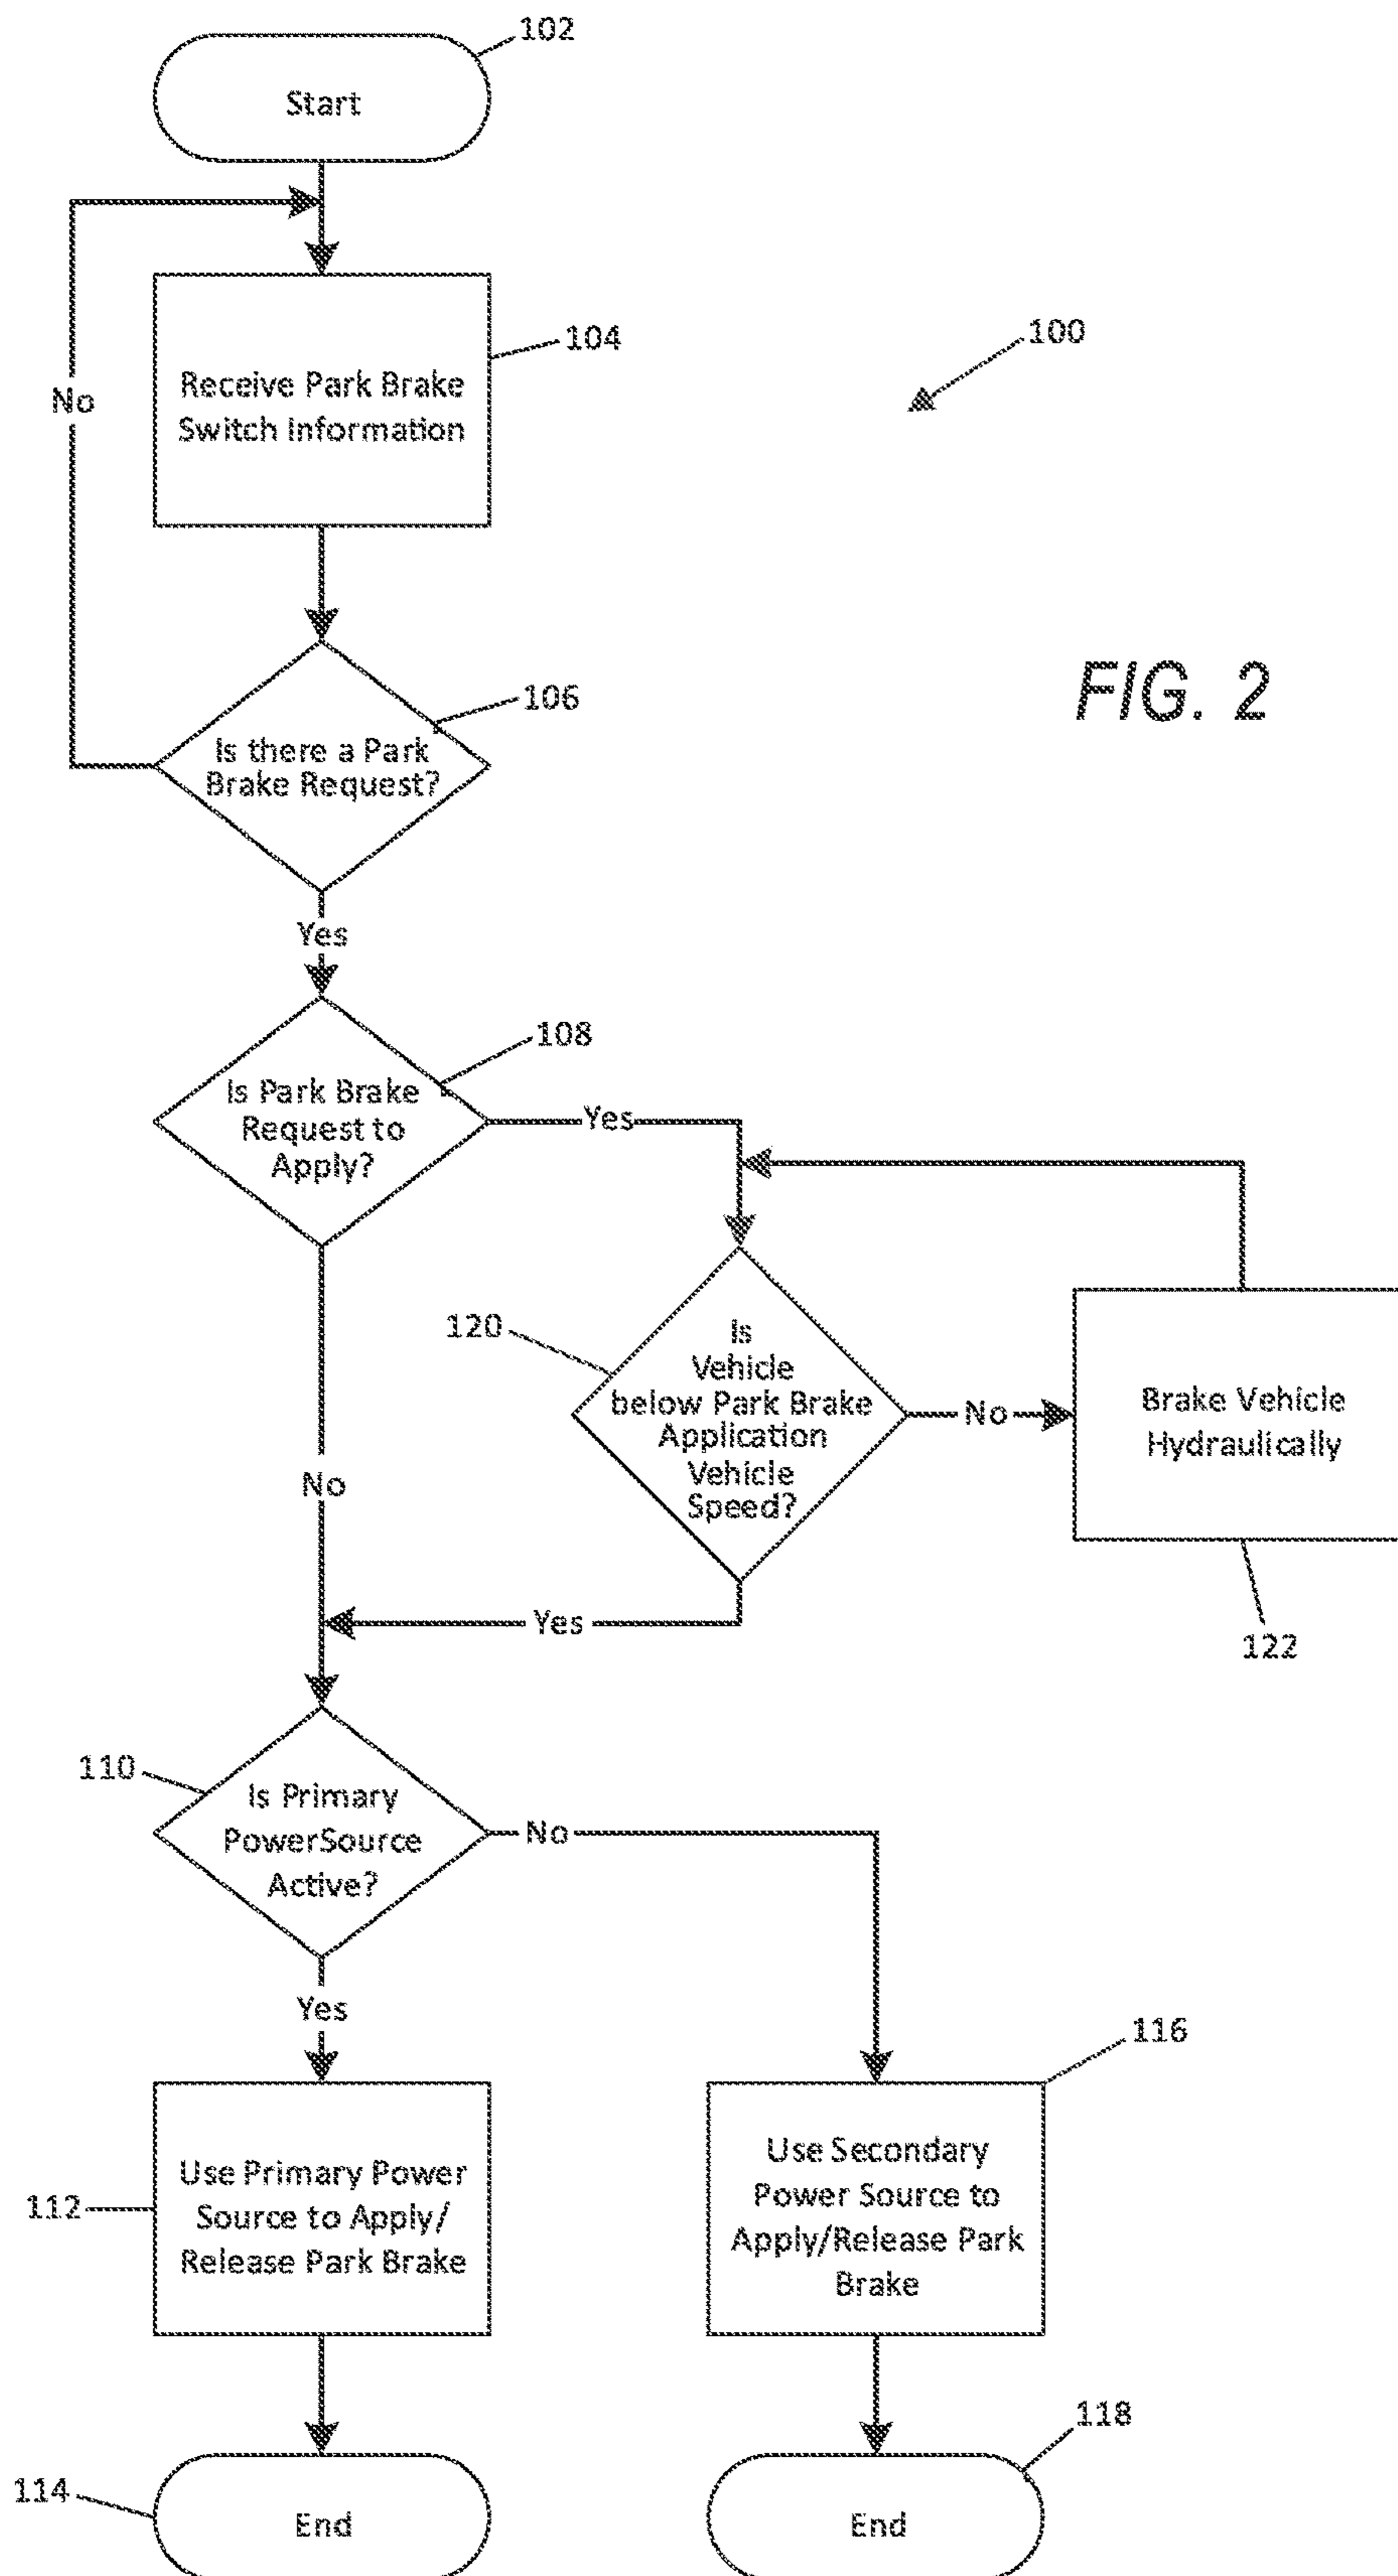 102
Start
104
Receive Park Brake
Switch Information
No
100
FIG. 2
106
Is there a Park
Brake Request?
Yes
108
Is Park Brake
Request to
Apply?
Yes
120
Is
Vehicle
below Park Brake
Application
Vehicle
Speed?
No
Brake Vehicle
Hydraulically
122
No
Yes
110
Is Primary
PowerSource
Active?
No
Yes
116
112
Use Primary Power
Source to Apply/
Release Park Brake
Use Secondary
Power Source to
Apply/Release Park
Brake
118
114
End
End